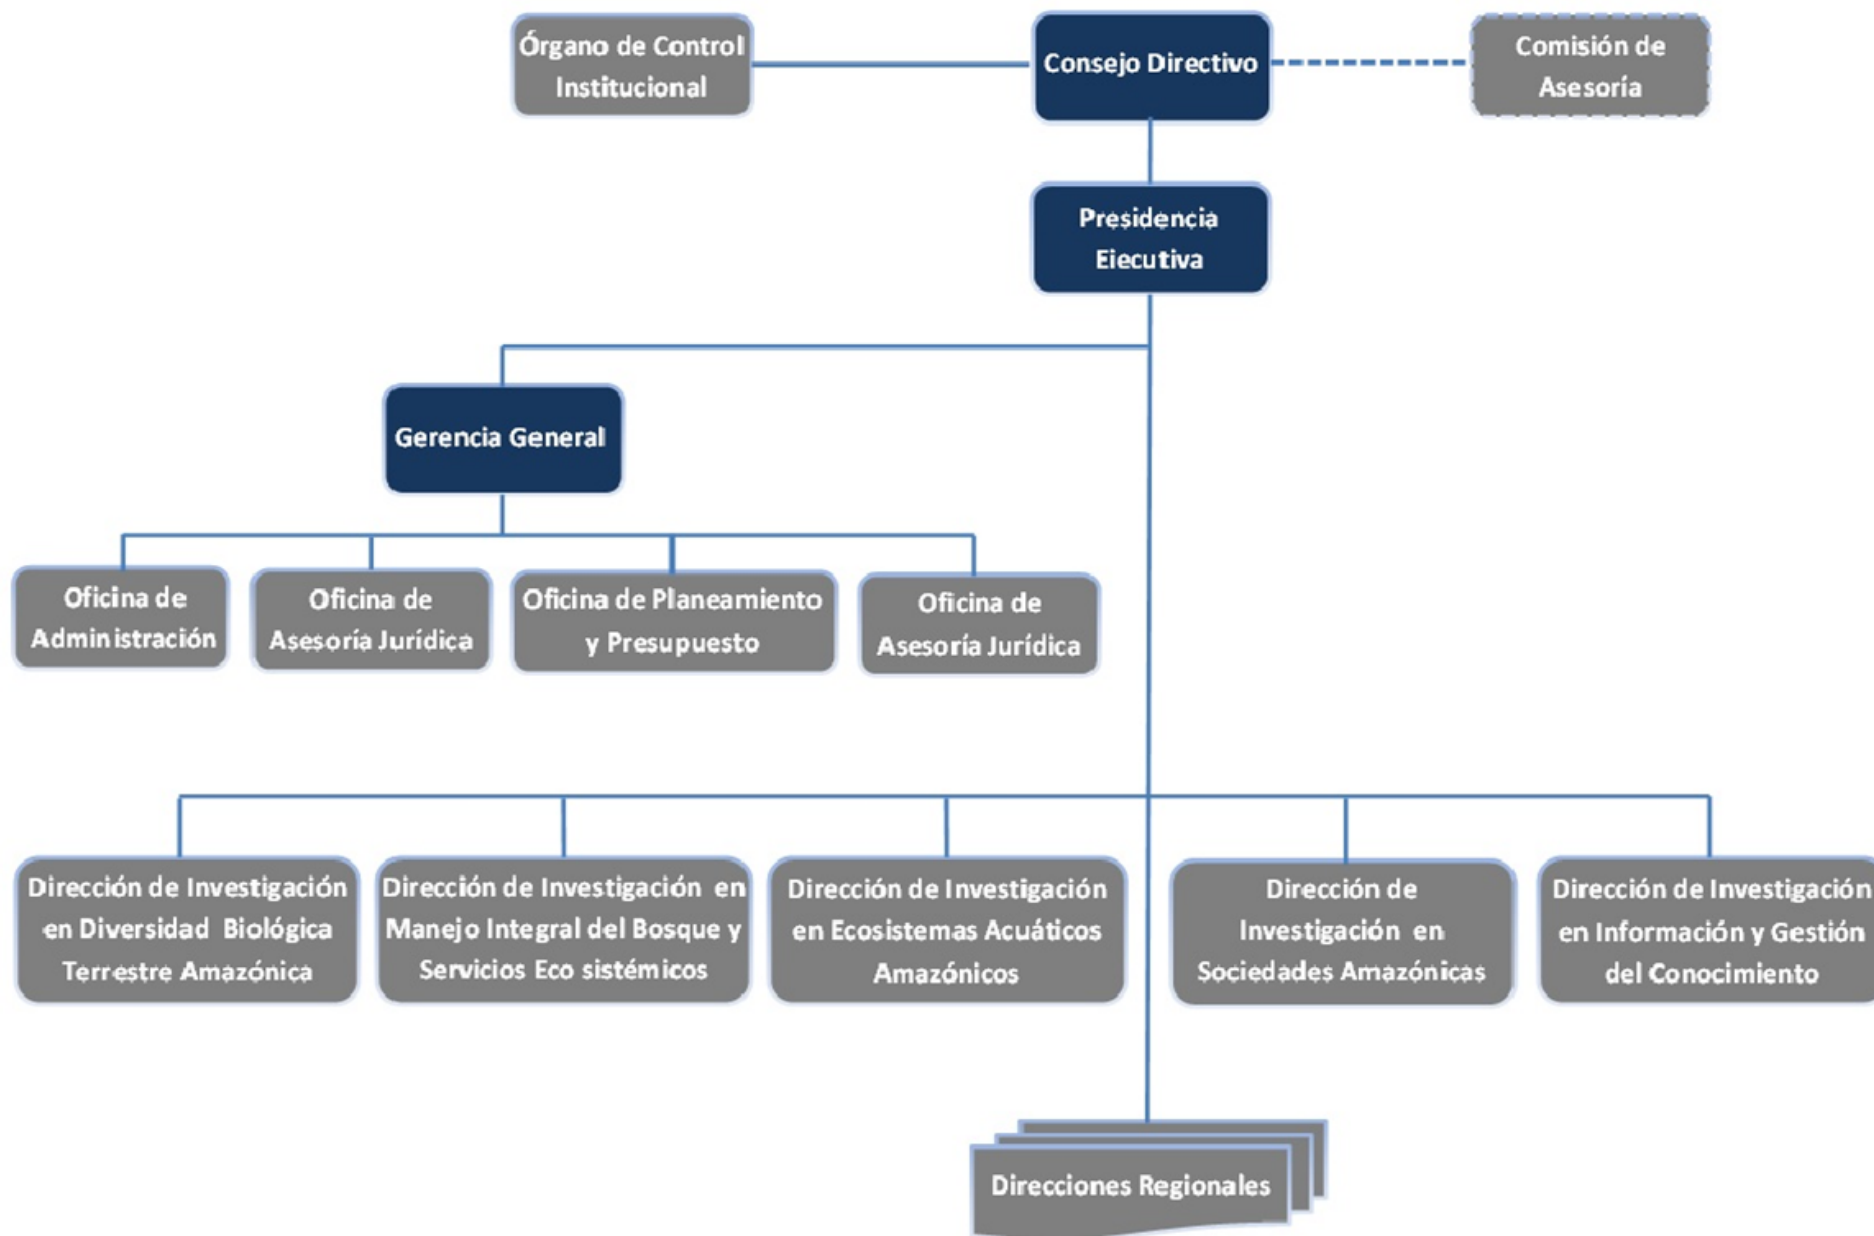 Órgano de Control
Institucional
Consejo Directivo
Comisión de
Asesoría
Presidencia
Eiecutiva
Gerencia General
Oficina de
Administración
Oficina de
Asesoría Jurídica
Oficina de Planeamiento
y Presupuesto
Oficina de
Asesoría Jurídica
Dirección de Investigación
en Diversidad Biológica
Terrestre Amazónica
Dirección de Investigación en
Manejo Integral del Bosque y
Servicios Eco sistémicos
Dirección de Investigación
en Ecosistemas Acuáticos
Amazónicos
Dirección de
Investigación en
Sociedades Amazónicas
Dirección de Investigación
en Información y Gestión
del Conocimiento
Direcciones Regionales